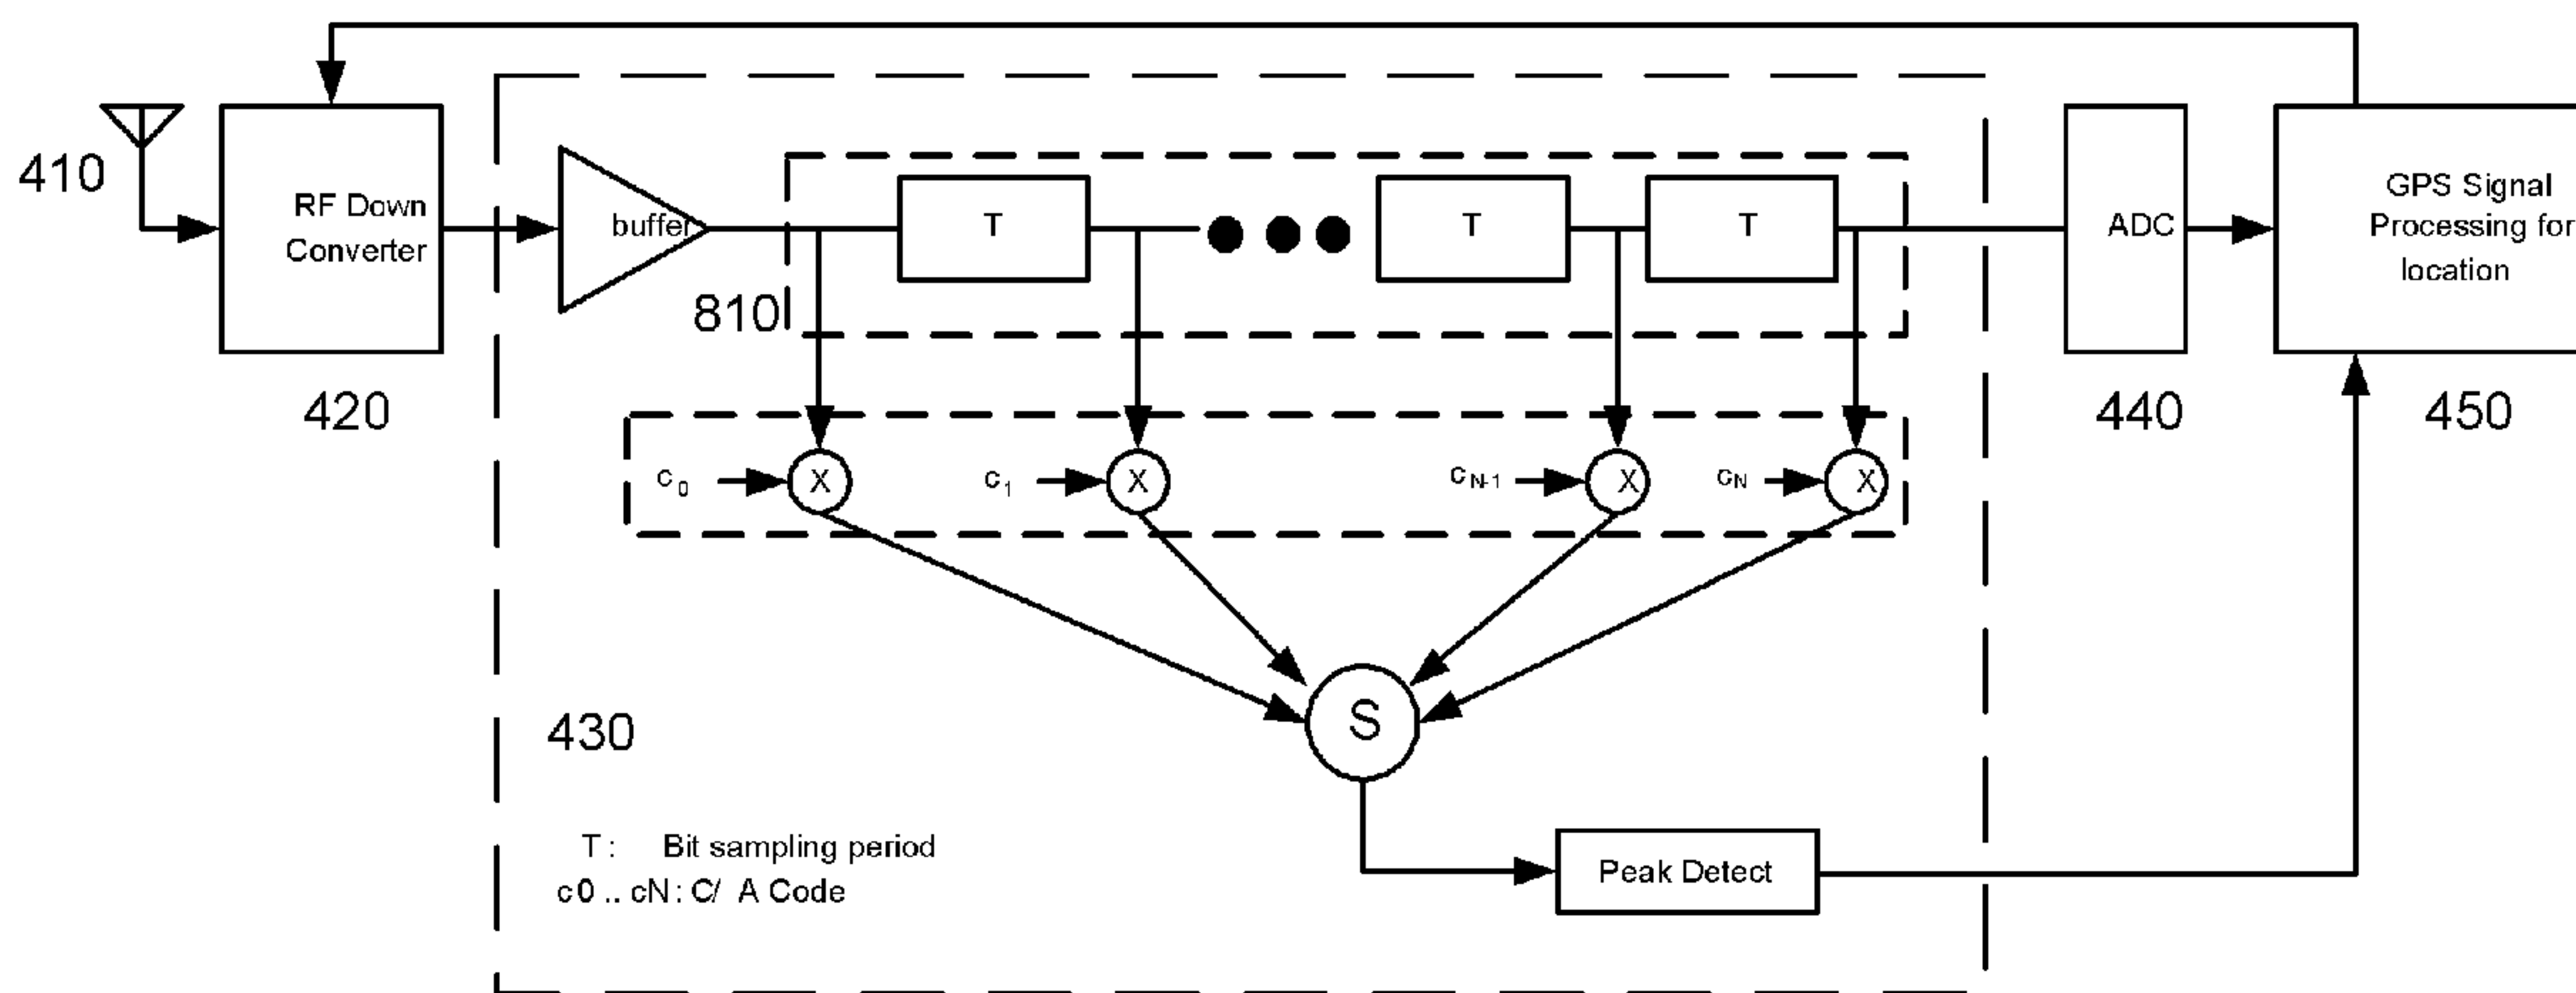 410
RF Down
Converter
420
buffer
810
T
T
T
ADC
440
GPS Signal
Processing for
location
450
c0
X
c1
X
cN-1
X
cN
X
S
430
T : Bit sampling period
c0 .. cN : C/ A Code
Peak Detect